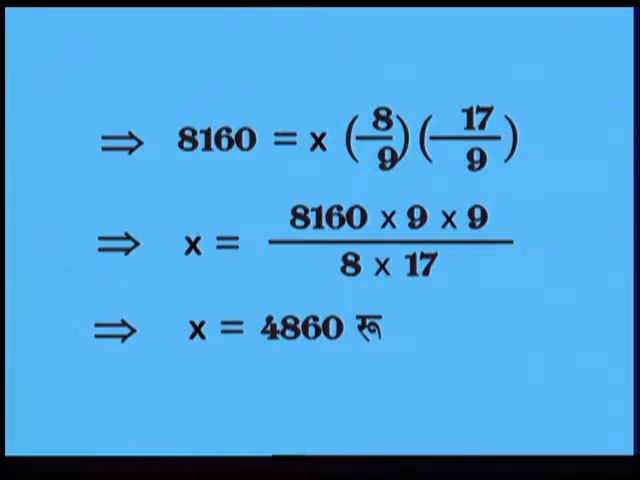 ⇒ 8160 = x (8/9)(17/9)
⇒ x = 8160 x 9 x 9 / 8 x 17
⇒ x = 4860 रू